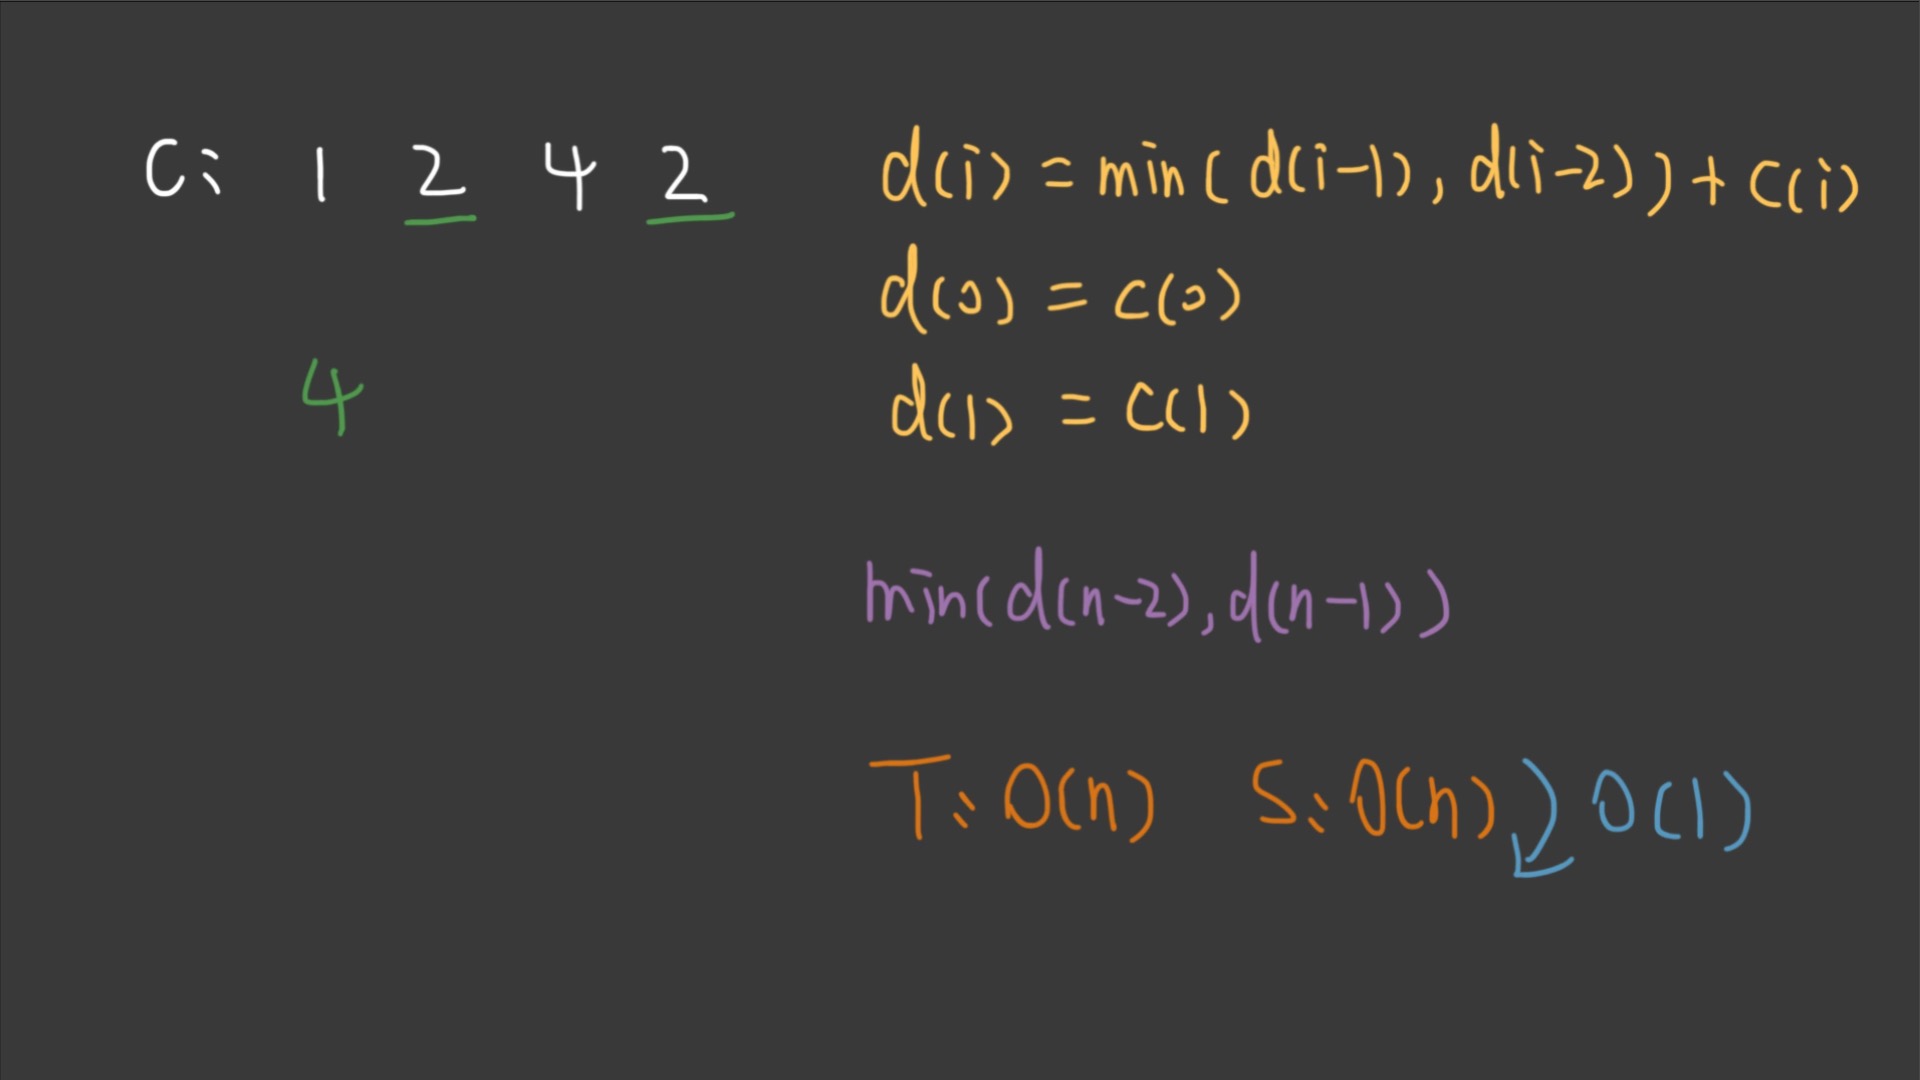 C: 1 2 4 2
4
d(i) = min(d(i-1), d(i-2)) + c(i)
d(0) = c(0)
d(1) = c(1)
min(d(n-2), d(n-1))
T: O(n) S: O(n) O(1)